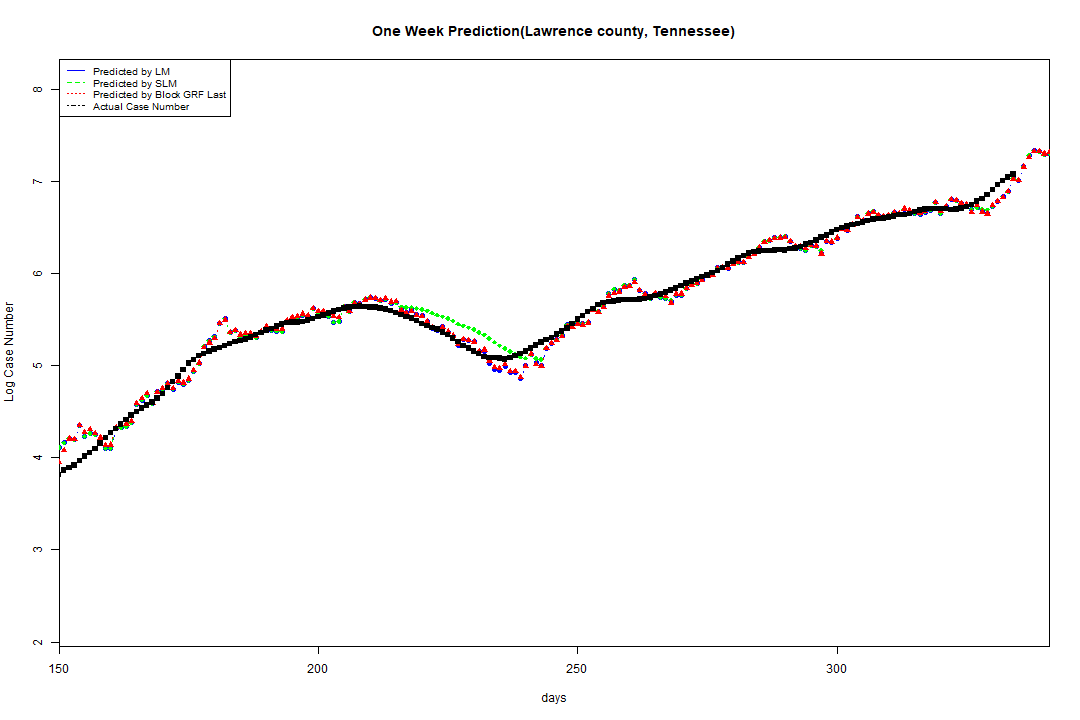 One Week Prediction(Lawrence county, Tennessee)
Predicted by LM
Predicted by SLM
Predicted by Block GRF Last
Actual Case Number
Log Case Number
8
7
6
5
4
3
2
150 200 250 300
days